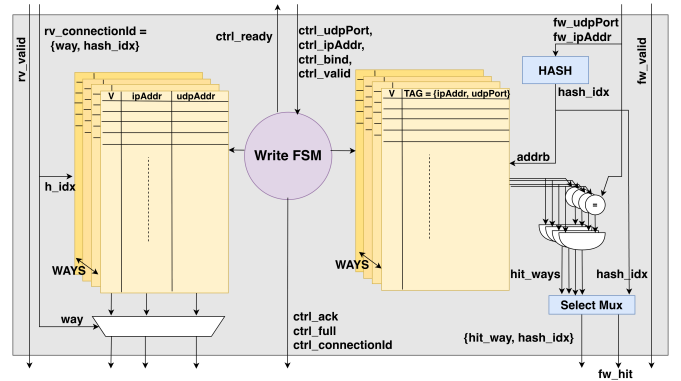 rv_valid
rv_connectionId =
{way, hash_idx}
ctrl_ready
ctrl_udpPort,
ctrl_ipAddr,
ctrl_bind,
ctrl_valid
fw_udpPort
fw_ipAddr
fw_valid
HASH
hash_idx
V ipAddr udpAddr
V TAG = {ipAddr, udpPort}
Write FSM
addrb
h_idx
=
WAYS
WAYS
hit_ways
hash_idx
way
ctrl_ack
ctrl_full
ctrl_connectionId
Select Mux
{hit_way, hash_idx}
fw_hit